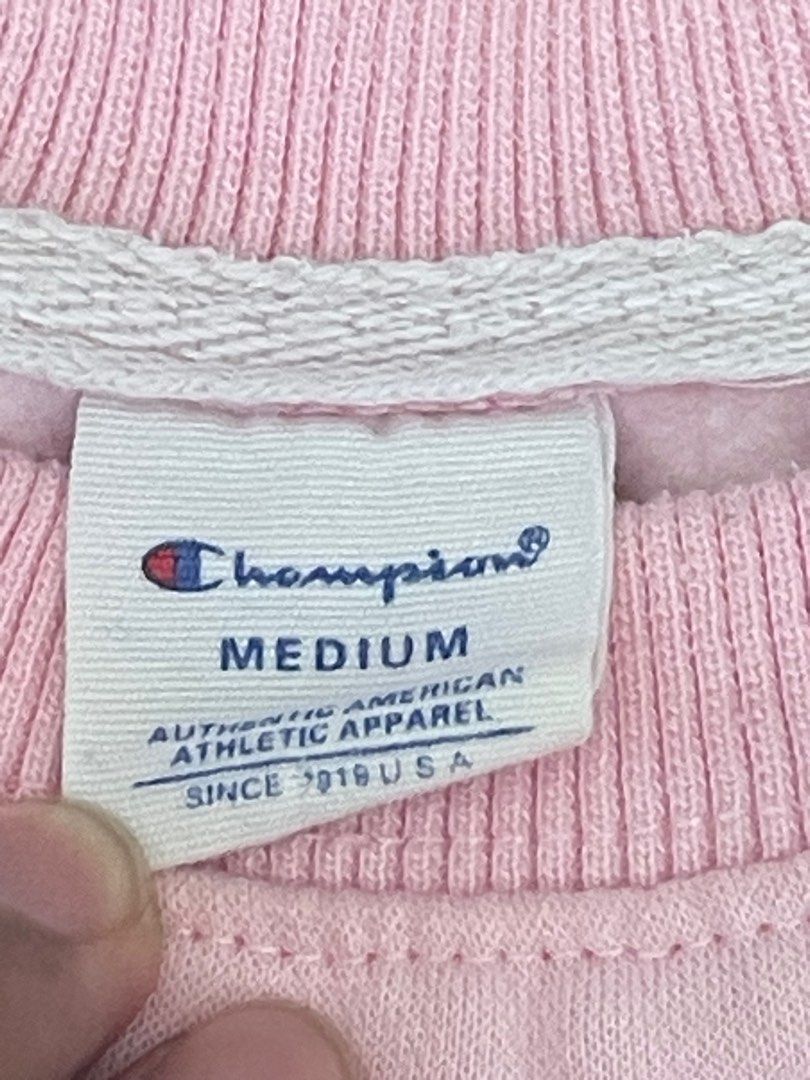 Champion®
MEDIUM
AUTHENTIC AMERICAN
ATHLETIC APPAREL
SINCE 1919 U S A